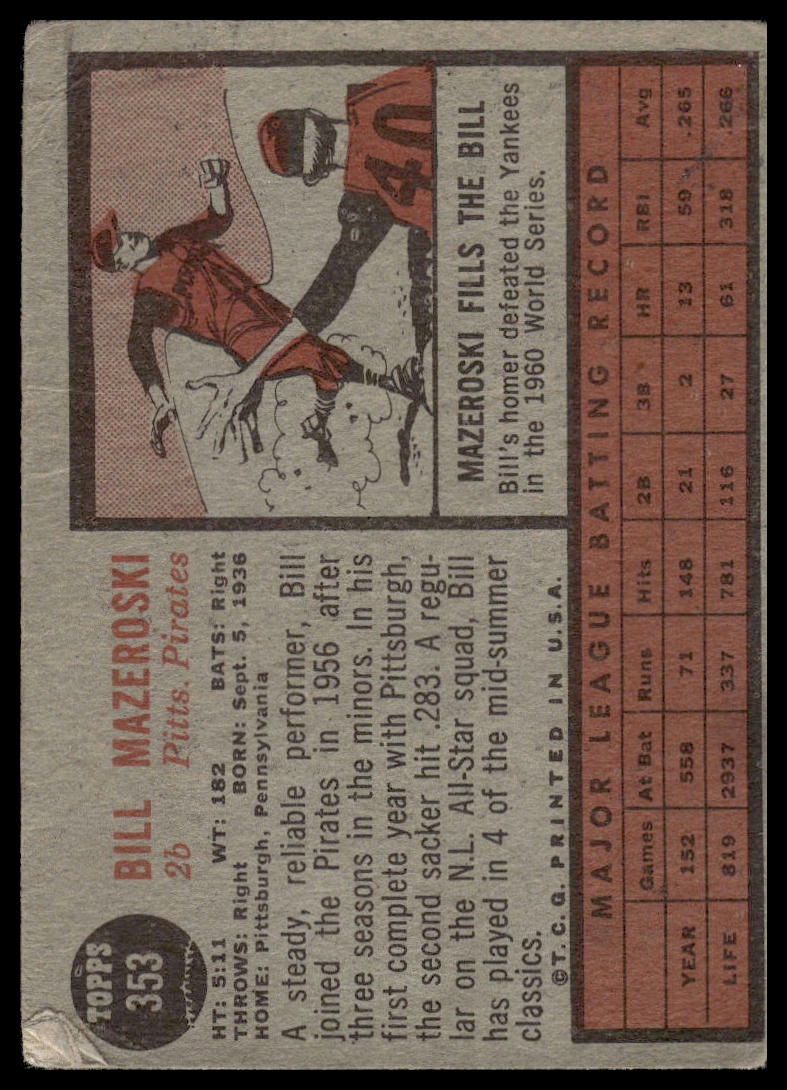 TOPPS
353
BILL MAZEROSKI
2b Pitts. Pirates
HT: 5:11 WT: 182 BATS: Right
THROWS: Right BORN: Sept. 5, 1936
HOME: Pittsburgh, Pennsylvania
A steady, reliable performer, Bill
joined the Pirates in 1956 after
three seasons in the minors. In his
first complete year with Pittsburgh,
the second sacker hit .283. A regu-
lar on the N.L. All-Star squad, Bill
has played in 4 of the mid-summer
classics.
©T.C.G. PRINTED IN U.S.A.
40
MAZEROSKI FILLS THE BILL
Bill's homer defeated the Yankees
in the 1960 World Series.
MAJOR LEAGUE BATTING RECORD
Games At Bat Runs Hits 2B 3B HR RBI Avg
YEAR 152 558 71 148 21 2 13 59 .265
LIFE 819 2937 337 781 116 27 61 318 .266